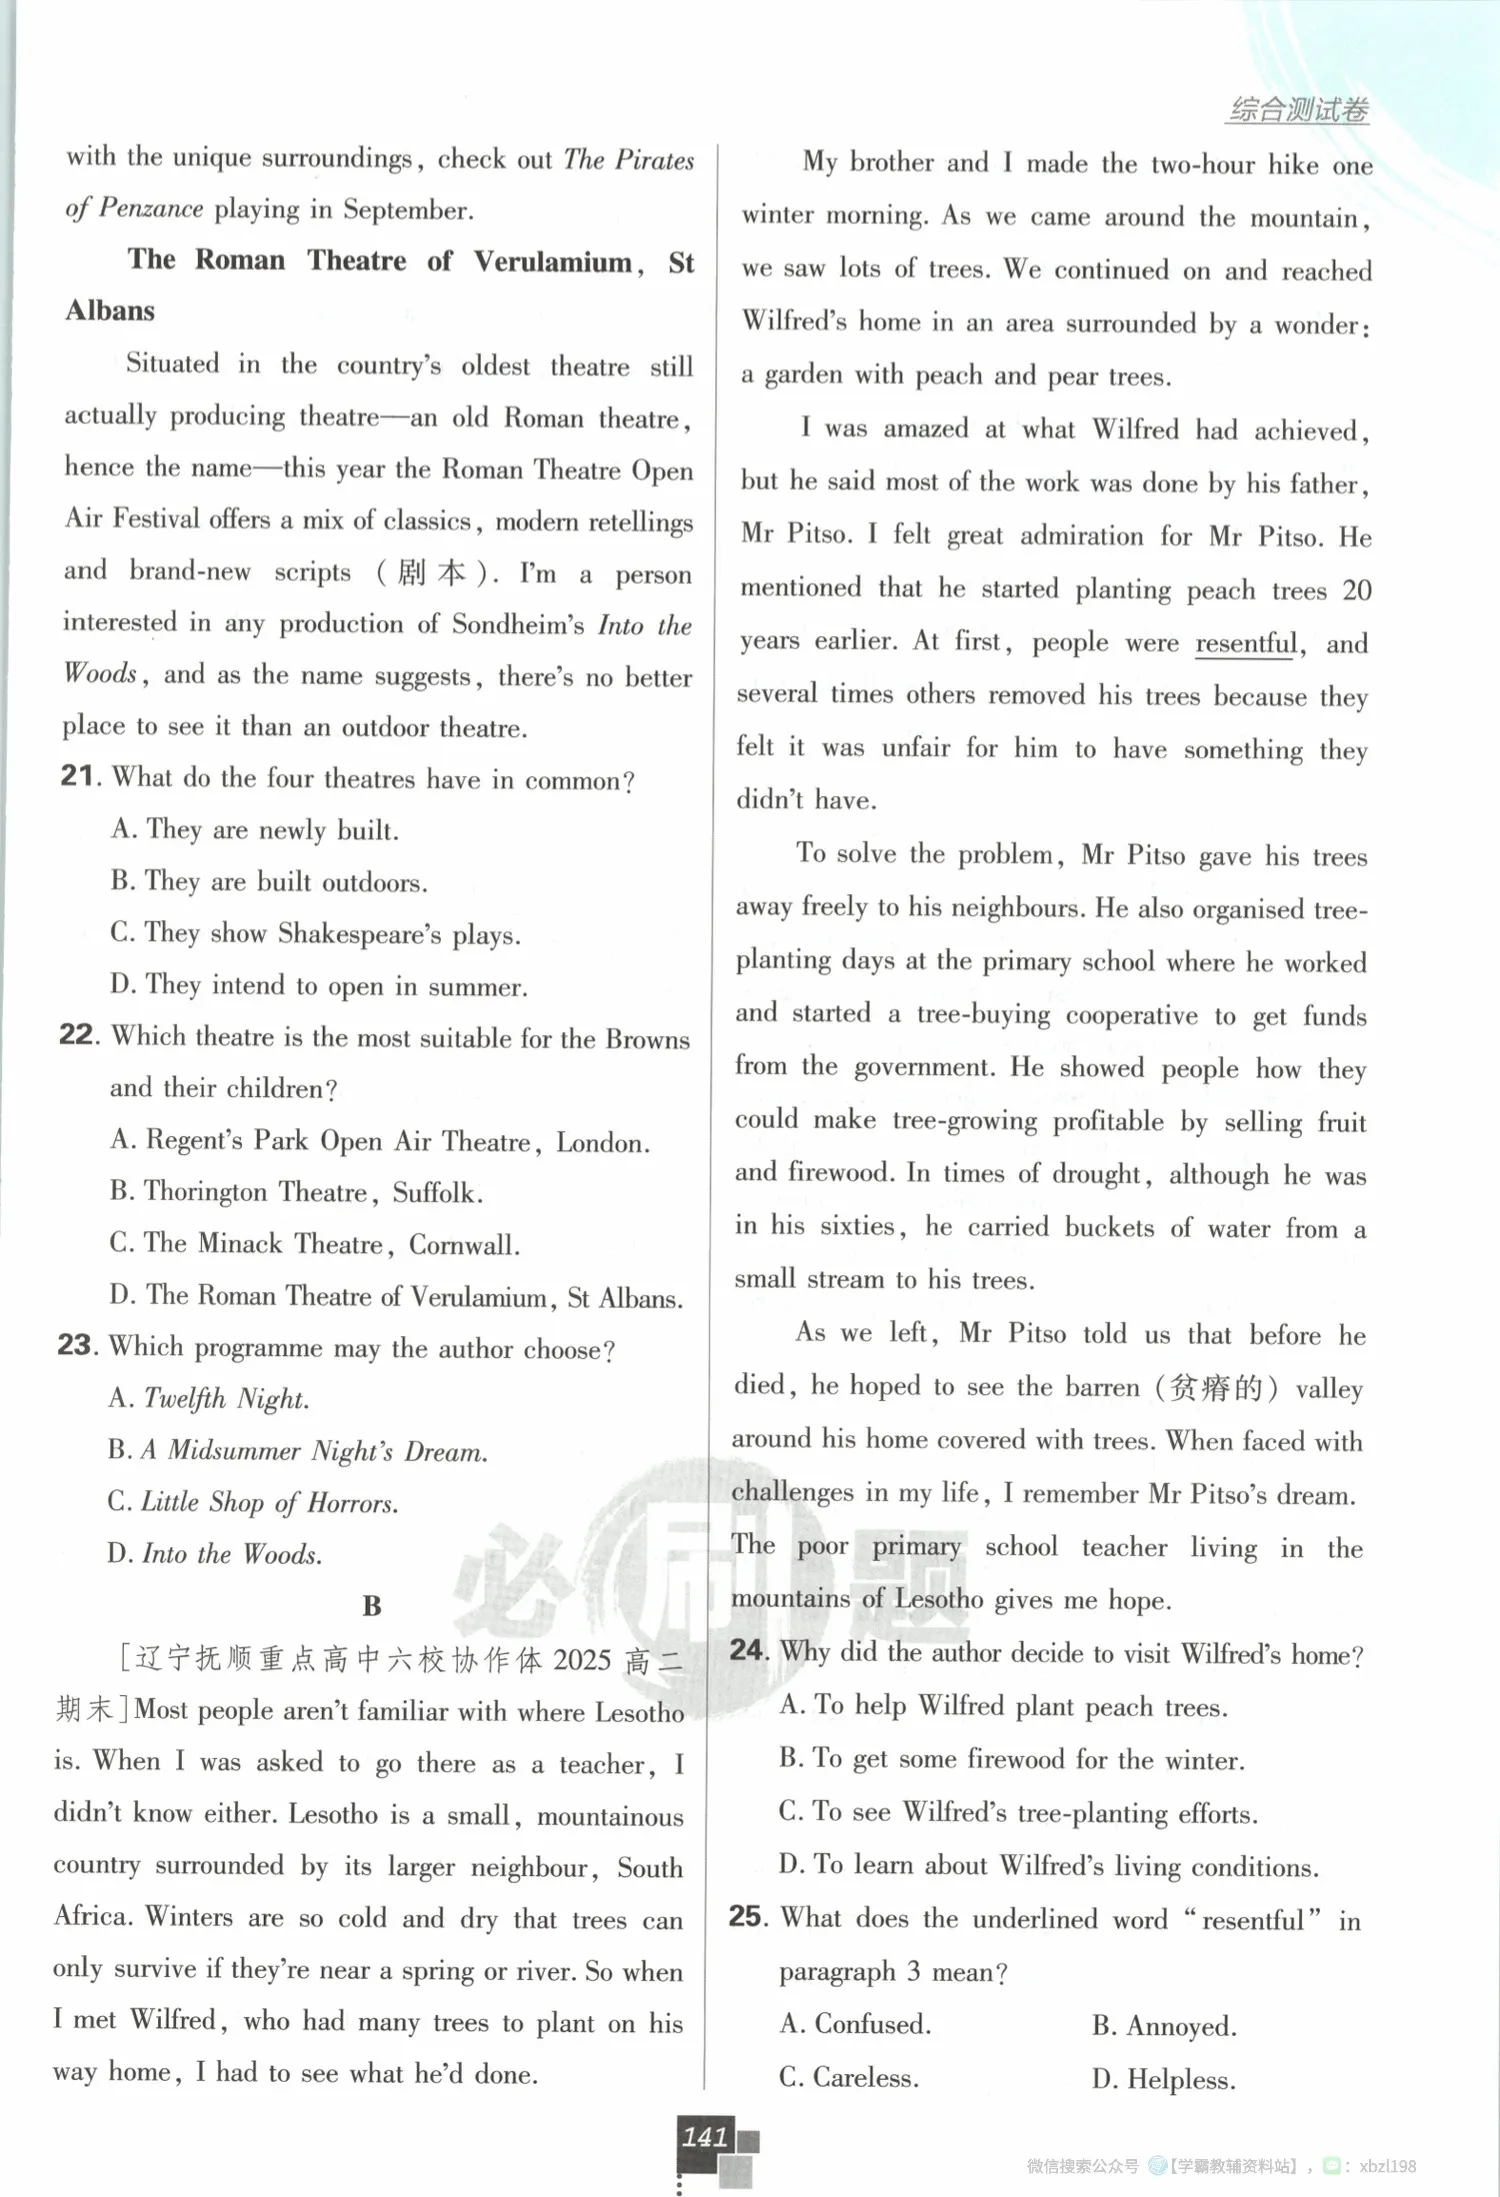 综合测试卷
with the unique surroundings, check out The Pirates
of Penzance playing in September.
The Roman Theatre of Verulamium, St
Albans
Situated in the country's oldest theatre still
actually producing theatre—an old Roman theatre,
hence the name—this year the Roman Theatre Open
Air Festival offers a mix of classics, modern retellings
and brand-new scripts (剧本). I'm a person
interested in any production of Sondheim's Into the
Woods, and as the name suggests, there's no better
place to see it than an outdoor theatre.
21. What do the four theatres have in common?
A. They are newly built.
B. They are built outdoors.
C. They show Shakespeare's plays.
D. They intend to open in summer.
22. Which theatre is the most suitable for the Browns
and their children?
A. Regent's Park Open Air Theatre, London.
B. Thorington Theatre, Suffolk.
C. The Minack Theatre, Cornwall.
D. The Roman Theatre of Verulamium, St Albans.
23. Which programme may the author choose?
A. Twelfth Night.
B. A Midsummer Night's Dream.
C. Little Shop of Horrors.
D. Into the Woods.
B
[辽宁抚顺重点高中六校协作体 2025 高二
期末]Most people aren't familiar with where Lesotho
is. When I was asked to go there as a teacher, I
didn't know either. Lesotho is a small, mountainous
country surrounded by its larger neighbour, South
Africa. Winters are so cold and dry that trees can
only survive if they're near a spring or river. So when
I met Wilfred, who had many trees to plant on his
way home, I had to see what he'd done.
My brother and I made the two-hour hike one
winter morning. As we came around the mountain,
we saw lots of trees. We continued on and reached
Wilfred's home in an area surrounded by a wonder:
a garden with peach and pear trees.
I was amazed at what Wilfred had achieved,
but he said most of the work was done by his father,
Mr Pitso. I felt great admiration for Mr Pitso. He
mentioned that he started planting peach trees 20
years earlier. At first, people were resentful, and
several times others removed his trees because they
felt it was unfair for him to have something they
didn't have.
To solve the problem, Mr Pitso gave his trees
away freely to his neighbours. He also organised tree-
planting days at the primary school where he worked
and started a tree-buying cooperative to get funds
from the government. He showed people how they
could make tree-growing profitable by selling fruit
and firewood. In times of drought, although he was
in his sixties, he carried buckets of water from a
small stream to his trees.
As we left, Mr Pitso told us that before he
died, he hoped to see the barren (贫瘠的) valley
around his home covered with trees. When faced with
challenges in my life, I remember Mr Pitso's dream.
The poor primary school teacher living in the
mountains of Lesotho gives me hope.
24. Why did the author decide to visit Wilfred's home?
A. To help Wilfred plant peach trees.
B. To get some firewood for the winter.
C. To see Wilfred's tree-planting efforts.
D. To learn about Wilfred's living conditions.
25. What does the underlined word "resentful" in
paragraph 3 mean?
A. Confused. B. Annoyed.
C. Careless. D. Helpless.
必刷题
141
微信搜索公众号【学霸教辅资料站】，：xbzl198